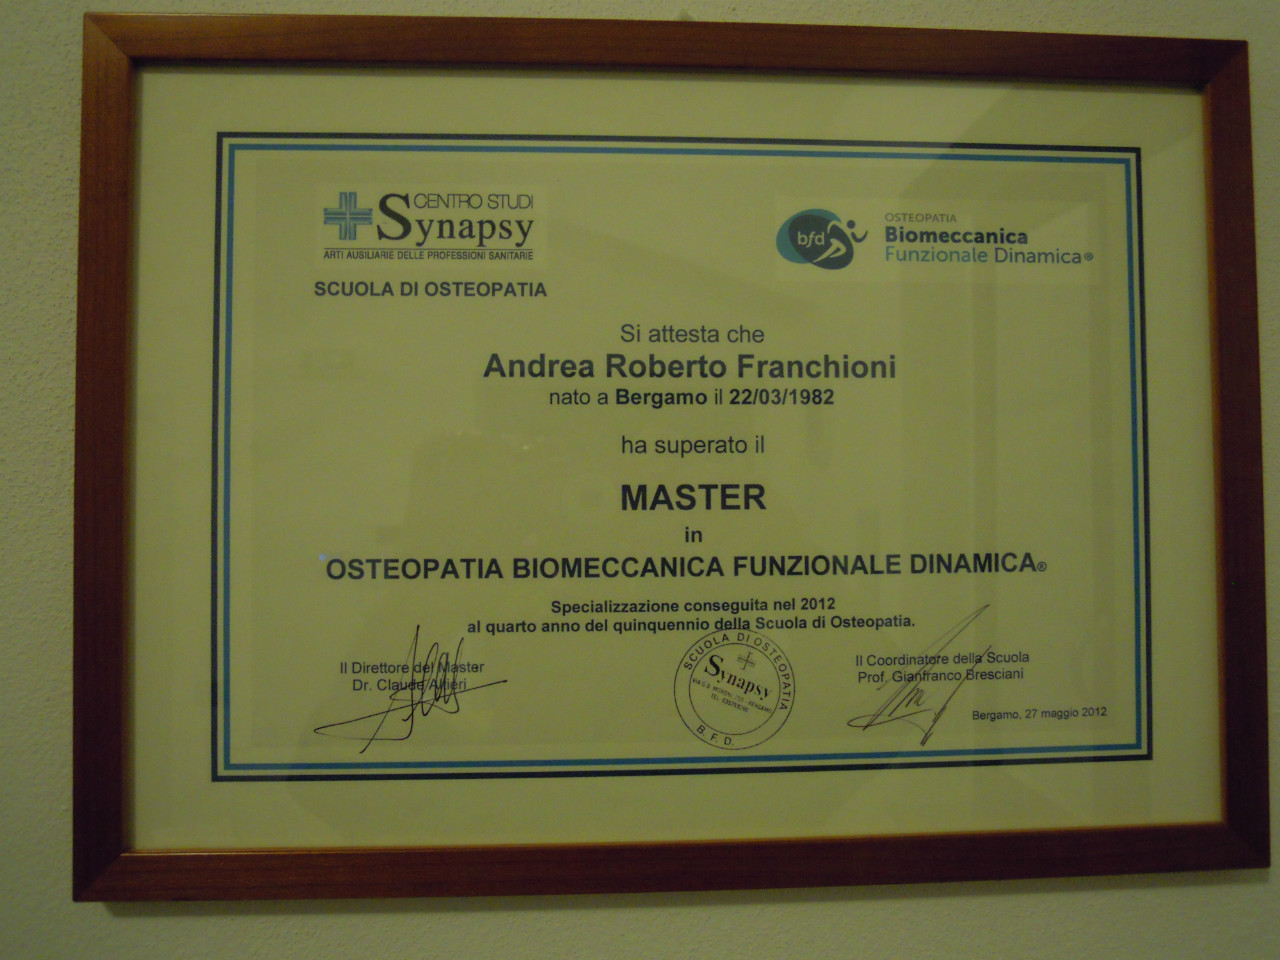 CENTRO STUDI
Synapsy
ARTI AUSILIARIE DELLE PROFESSIONI SANITARIE
SCUOLA DI OSTEOPATIA
bfd
OSTEOPATIA
Biomeccanica
Funzionale Dinamica®
Si attesta che
Andrea Roberto Franchioni
nato a Bergamo il 22/03/1982
ha superato il
MASTER
in
OSTEOPATIA BIOMECCANICA FUNZIONALE DINAMICA®
Specializzazione conseguita nel 2012
al quarto anno del quinquennio della Scuola di Osteopatia.
Il Direttore del Master
Dr. Claude Altieri
SCUOLA DI OSTEOPATIA
Synapsy
BERGAMO
B. F. D.
Il Coordinatore della Scuola
Prof. Gianfranco Bresciani
Bergamo, 27 maggio 2012